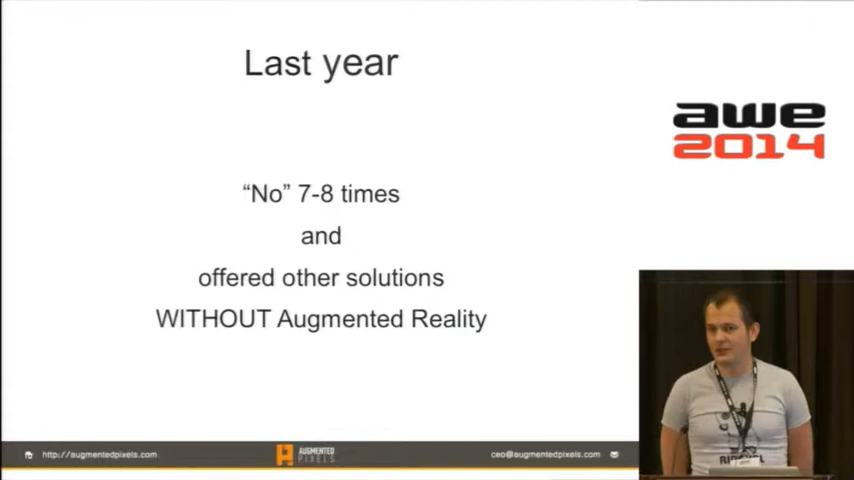 Last year
“No” 7-8 times
and
offered other solutions
WITHOUT Augmented Reality
awe
2014
http://augmentedpixels.com
AUGMENTED
PIXELS
ceo@augmentedpixels.com